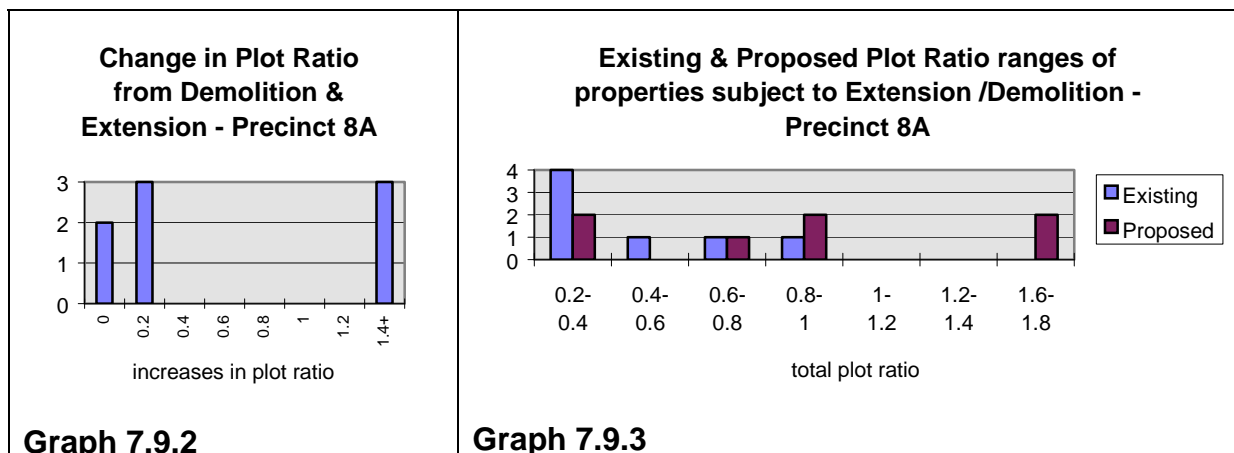 Change in Plot Ratio
from Demolition &
Extension - Precinct 8A
3
2
1
0
0
0.2
0.4
0.6
0.8
1
1.2
1.4+
increases in plot ratio
Graph 7.9.2
Existing & Proposed Plot Ratio ranges of
properties subject to Extension /Demolition -
Precinct 8A
4
3
2
1
0
0.2- 0.4- 0.6- 0.8- 1- 1.2- 1.6-
0.4 0.6 0.8 1 1.2 1.4 1.8
total plot ratio
Existing
Proposed
Graph 7.9.3